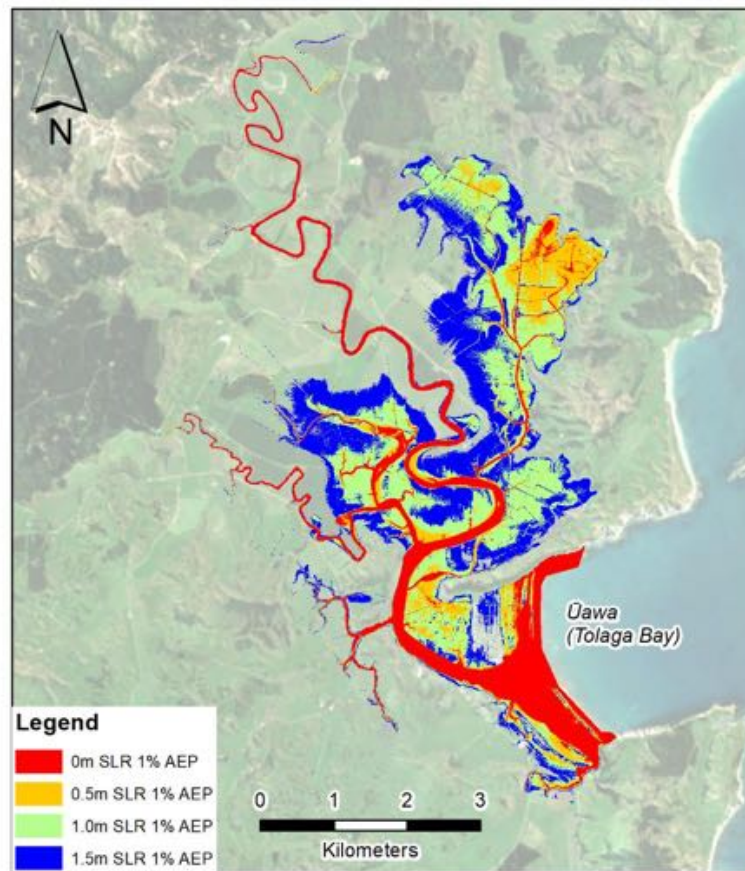 N
Ūawa
(Tolaga Bay)
Legend
0m SLR 1% AEP
0.5m SLR 1% AEP
1.0m SLR 1% AEP
1.5m SLR 1% AEP
0 1 2 3
Kilometers